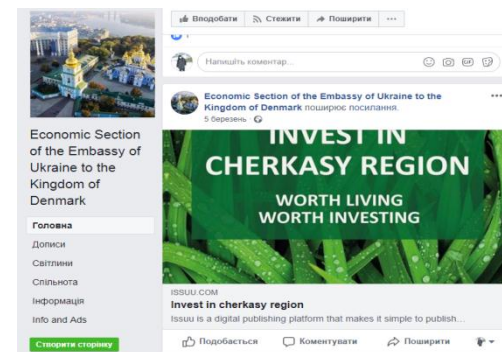 Вподобати Стежити Поширити ...
Напишіть коментар...
GIF
Economic Section of the Embassy of Ukraine to the Kingdom of Denmark
Головна
Дописи
Світлини
Спільнота
Інформація
Info and Ads
Створити сторінку
Economic Section of the Embassy of Ukraine to the
Kingdom of Denmark поширює посилання.
5 березень ·
INVEST IN
CHERKASY REGION
WORTH LIVING
WORTH INVESTING
ISSUU.COM
Invest in cherkasy region
Issuu is a digital publishing platform that makes it simple to publish...
Подобається Коментувати Поширити